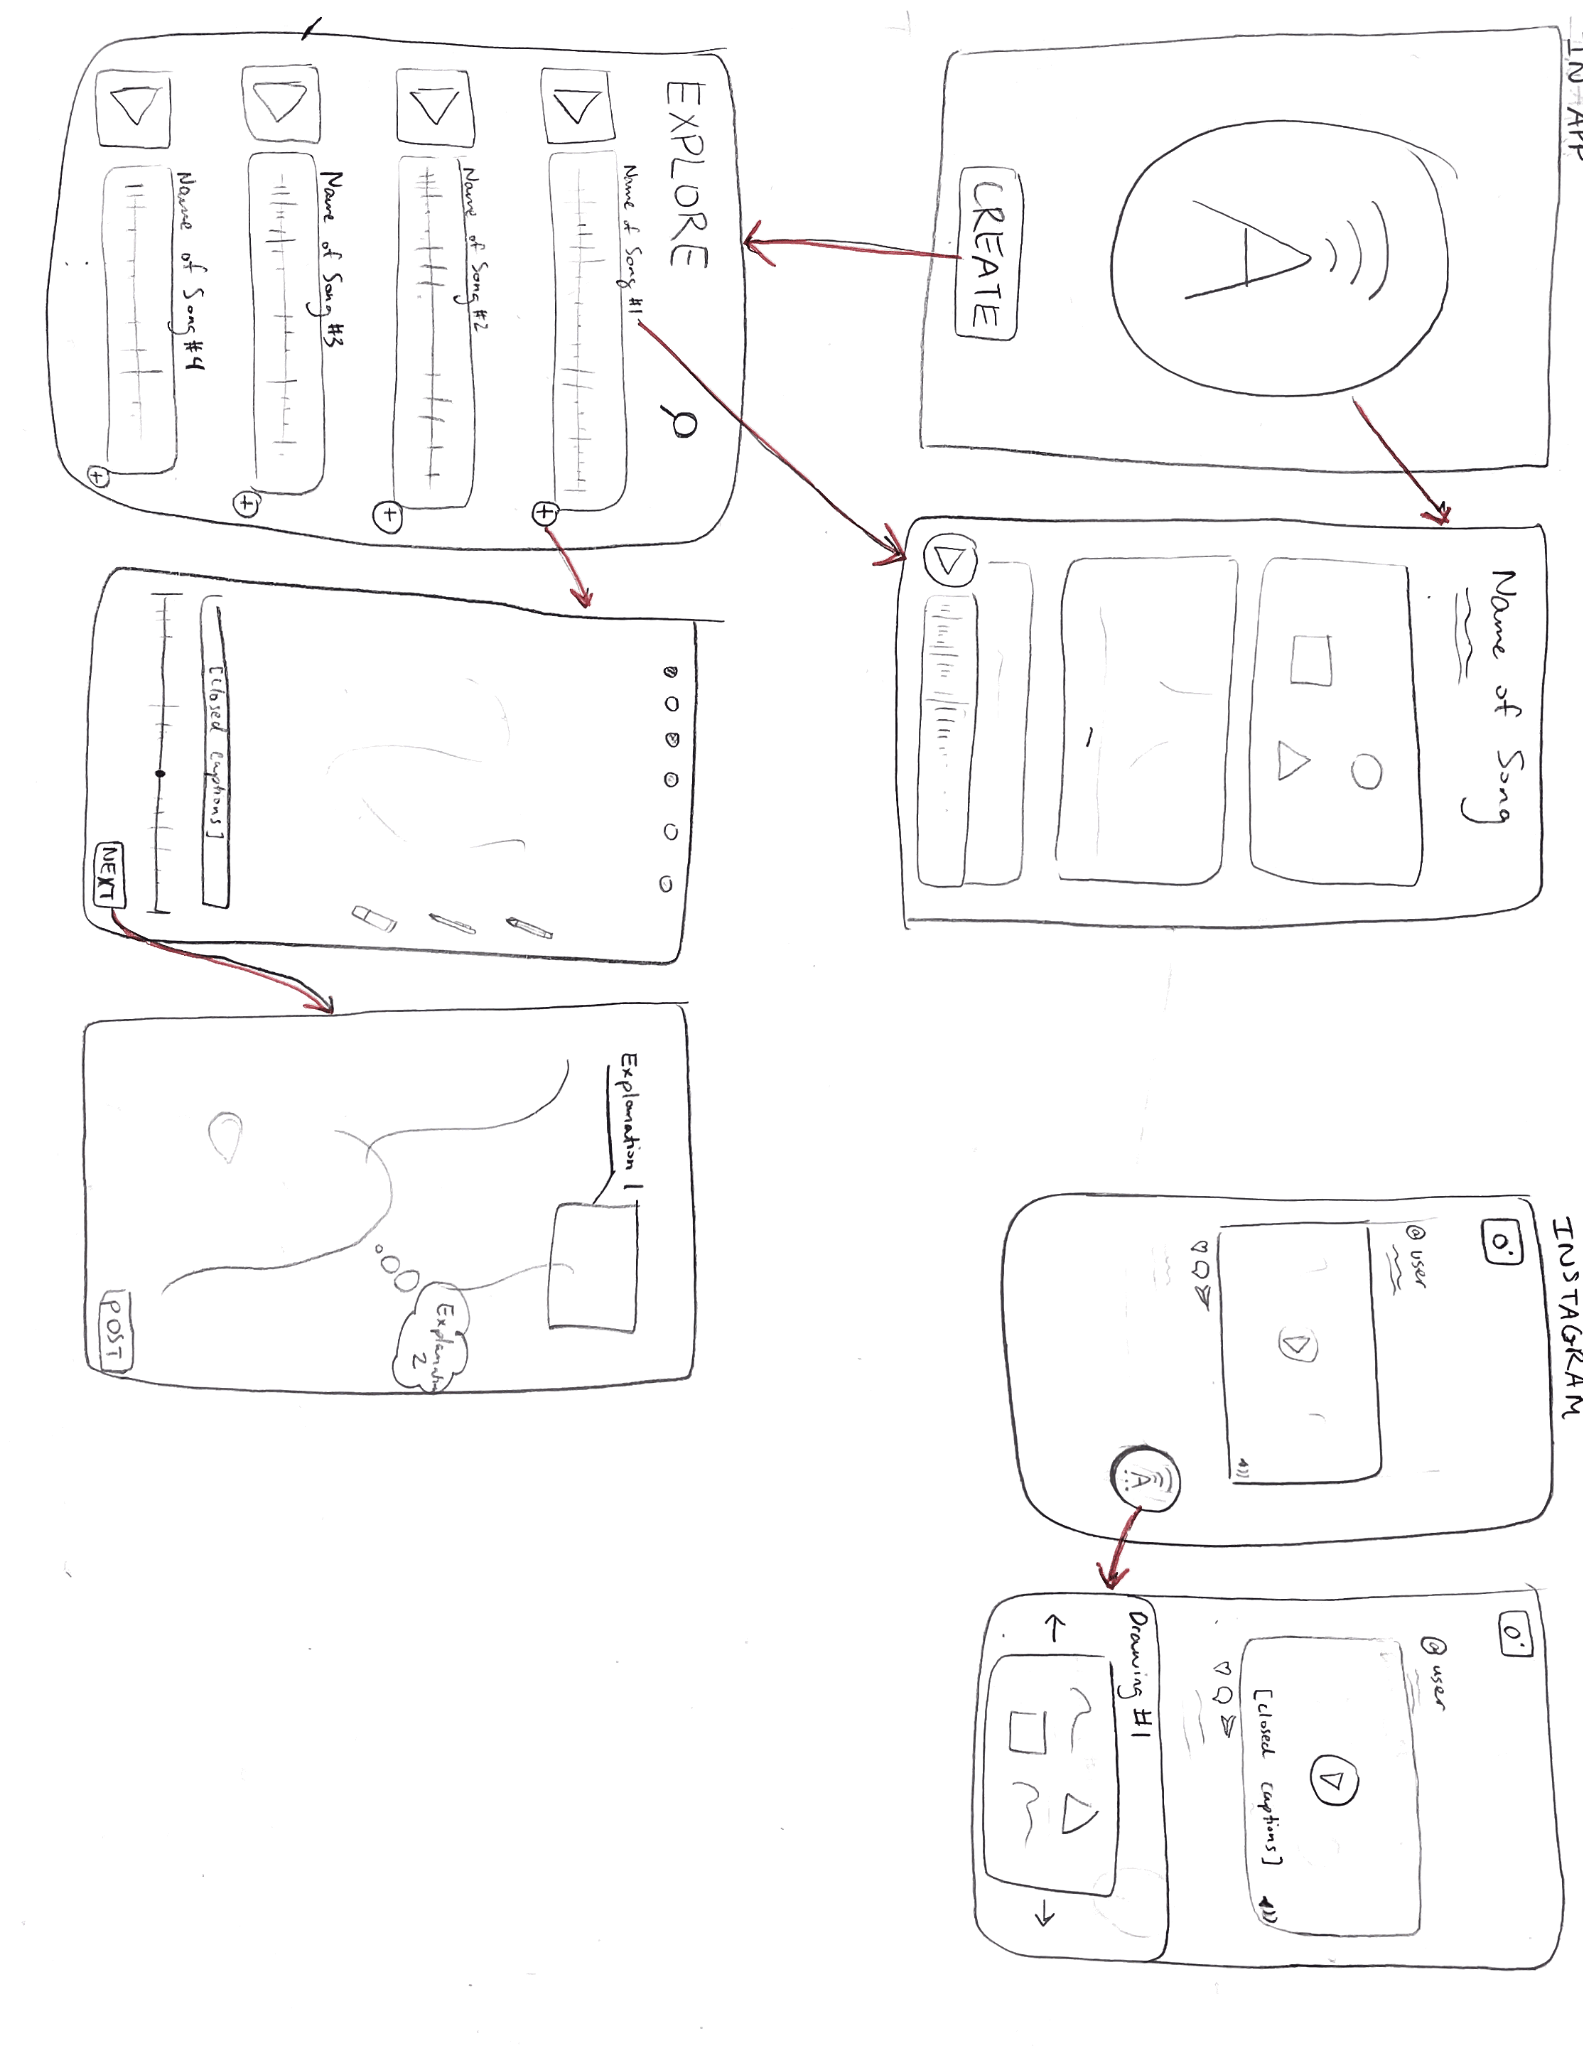 IN APP
A
CREATE
Name of Song
EXPLORE
Name of Song #1
Name of Song #2
Name of Song #3
Name of Song #4
[closed captions]
NEXT
Explanation 1
Explanation
2
POST
INSTAGRAM
@user
A
@user
[closed captions]
Drawing #1